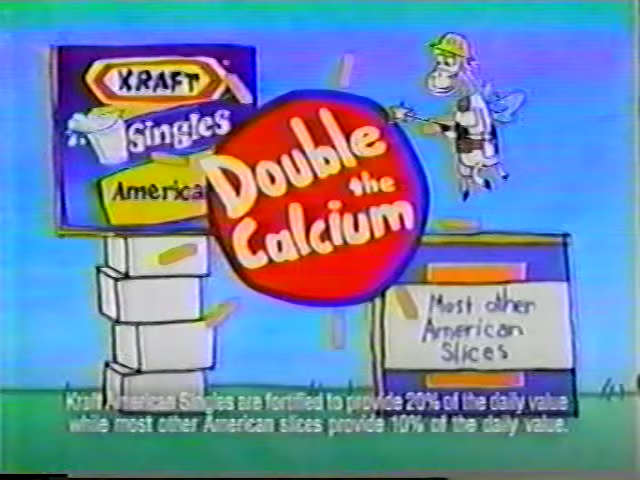 KRAFT
Singles
America
Double
the
Calcium
Most other
American
Slices
Kraft American Singles are fortified to provide 20% of the daily value
while most other American slices provide 10% of the daily value.